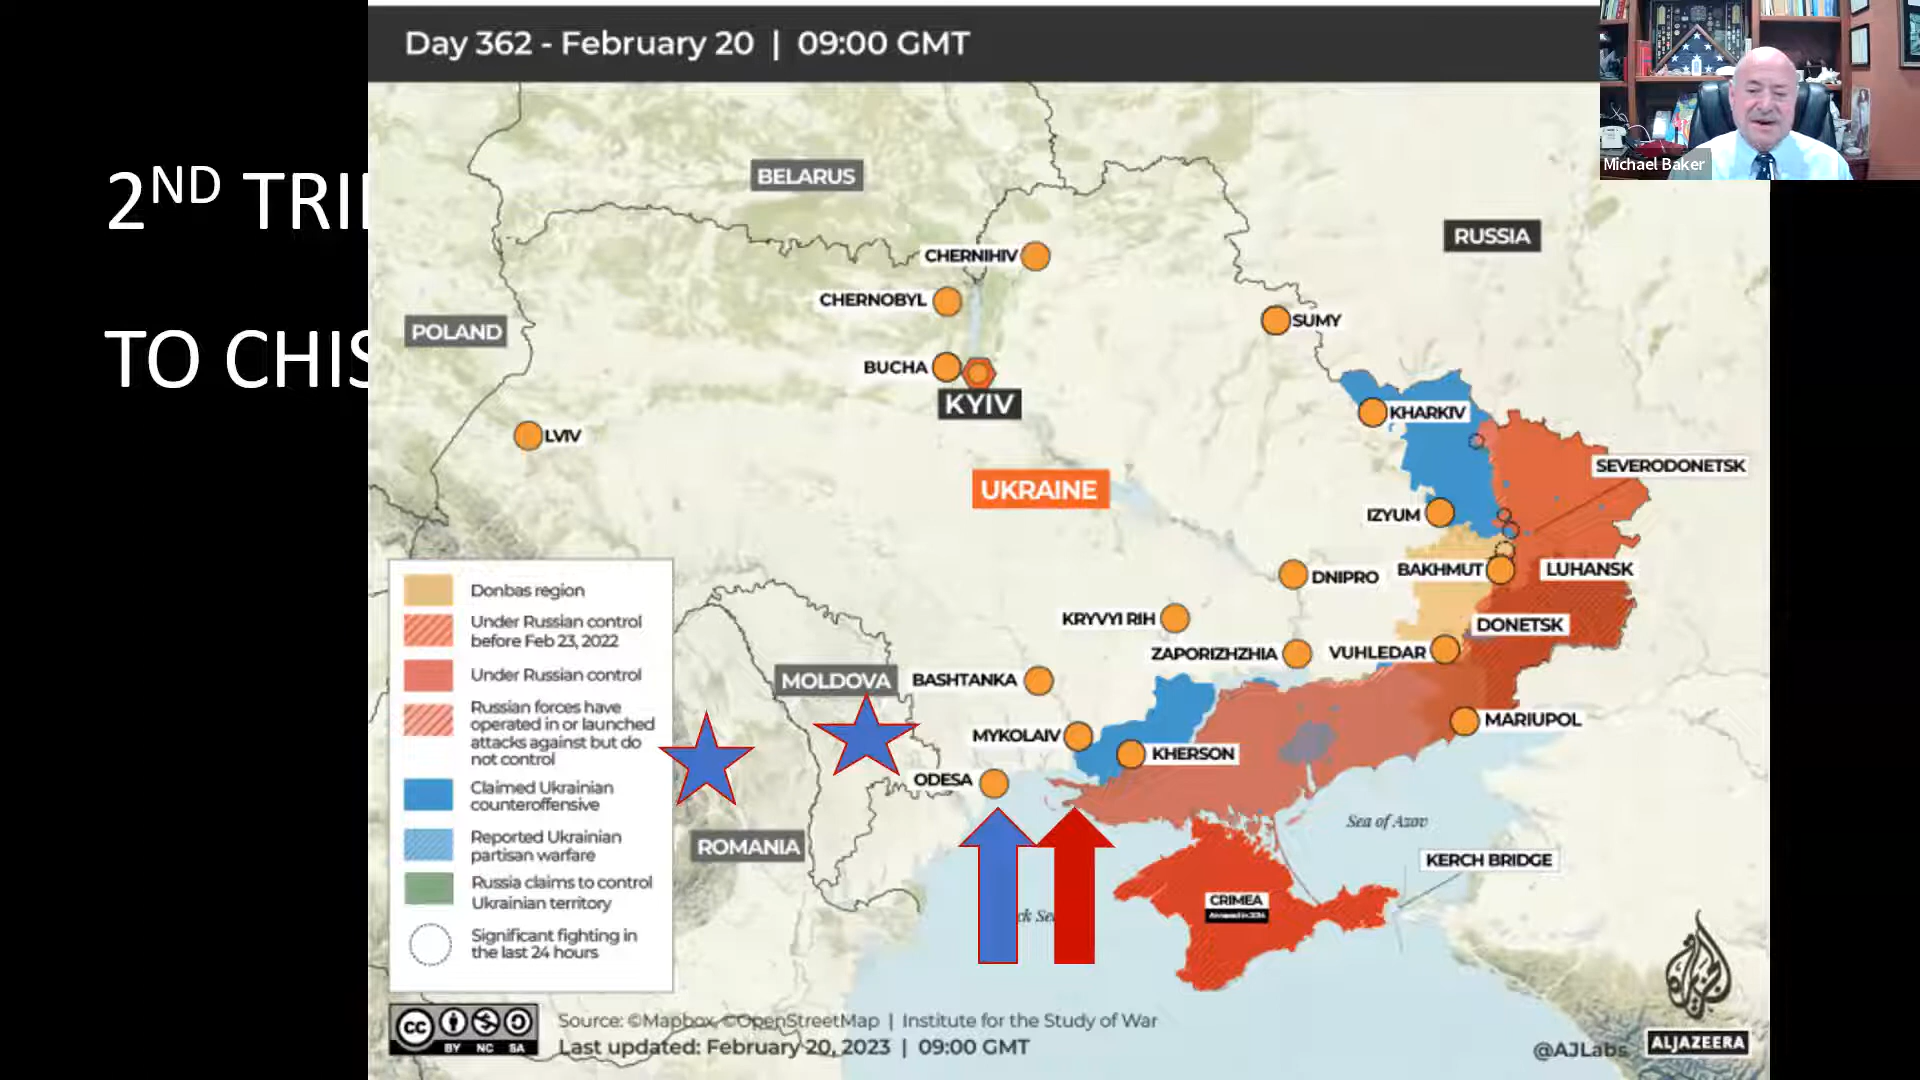 Day 362 - February 20 | 09:00 GMT
Michael Baker
2ND TRI
TO CHIS
BELARUS
RUSSIA
CHERNIHIV
CHERNOBYL
SUMY
POLAND
BUCHA
KYIV
KHARKIV
LVIV
SEVERODONETSK
UKRAINE
IZYUM
BAKHMUT
LUHANSK
DNIPRO
KRYVYI RIH
DONETSK
ZAPORIZHZHIA
VUHLEDAR
MOLDOVA
BASHTANKA
MARIUPOL
MYKOLAIV
KHERSON
ODESA
Sea of Azov
ROMANIA
KERCH BRIDGE
CRIMEA
Annexed in 2014
ck Se
Donbas region
Under Russian control
before Feb 23, 2022
Under Russian control
Russian forces have
operated in or launched
attacks against but do
not control
Claimed Ukrainian
counteroffensive
Reported Ukrainian
partisan warfare
Russia claims to control
Ukrainian territory
Significant fighting in
the last 24 hours
cc BY NC SA
Source: ©Mapbox, ©OpenStreetMap | Institute for the Study of War
Last updated: February 20, 2023 | 09:00 GMT
@AJLabs
ALJAZEERA